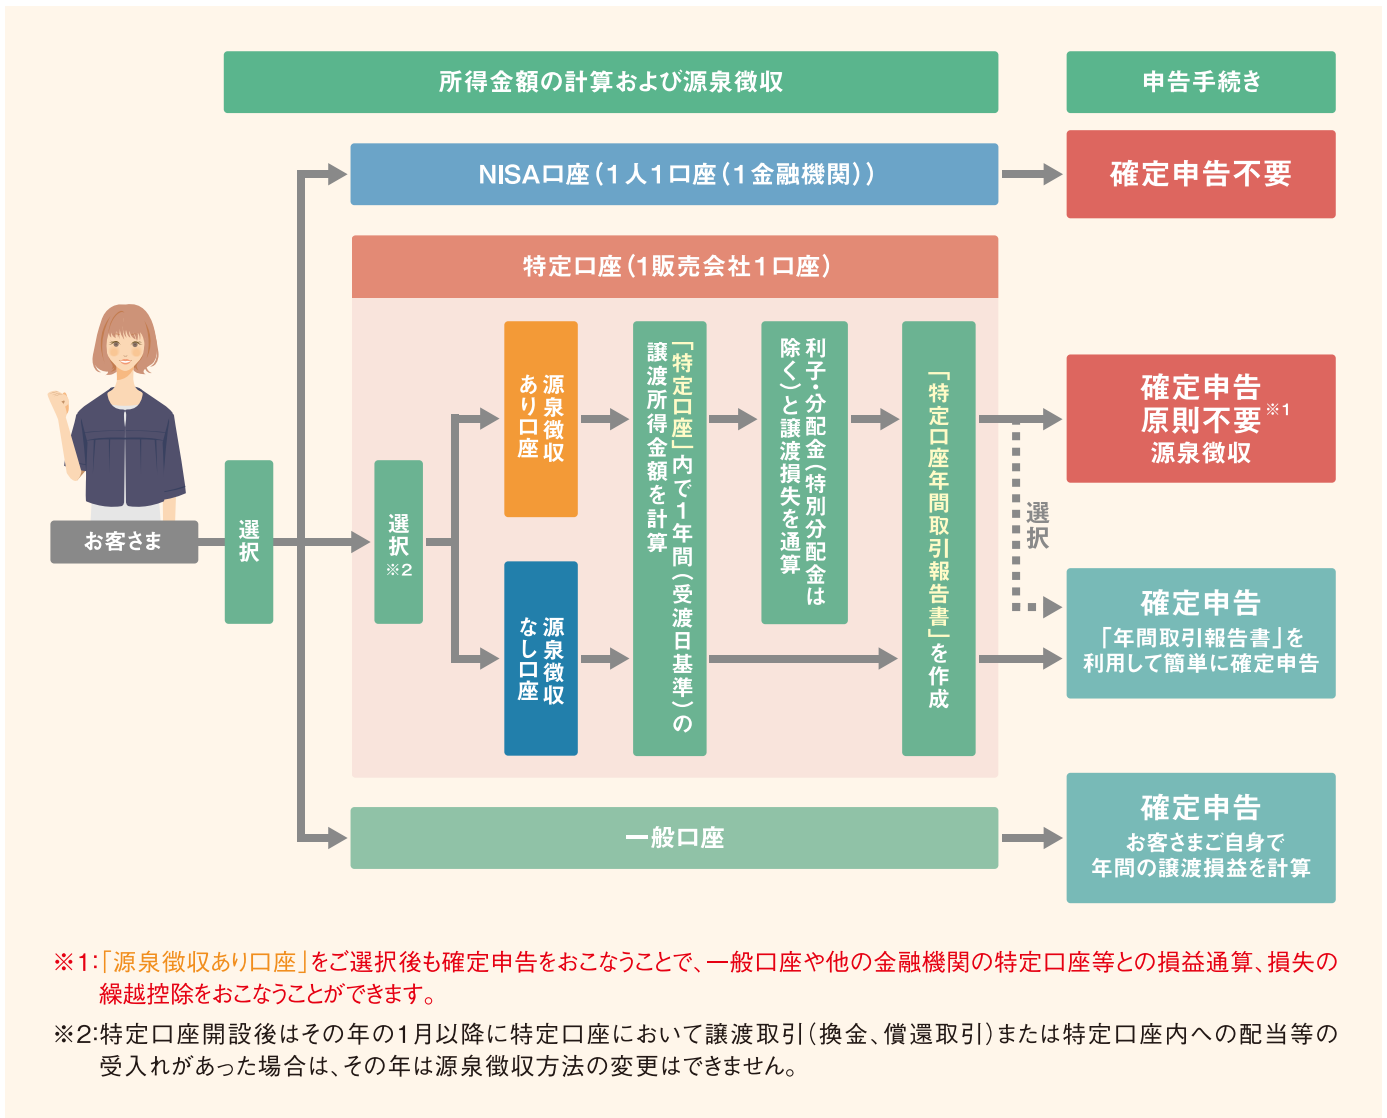 所得金額の計算および源泉徴収
申告手続き
NISA口座（1人1口座（1金融機関））
確定申告不要
特定口座（1販売会社1口座）
お客さま
選択
選択
※2
源泉徴収
あり口座
源泉徴収
なし口座
「特定口座」内で1年間（受渡日基準）の
譲渡所得金額を計算
利子・分配金（特別分配金は
除く）と譲渡損失を通算
「特定口座年間取引報告書」を作成
確定申告
原則不要※1
源泉徴収
選択
確定申告
「年間取引報告書」を
利用して簡単に確定申告
一般口座
確定申告
お客さまご自身で
年間の譲渡損益を計算
※1：「源泉徴収あり口座」をご選択後も確定申告をおこなうことで、一般口座や他の金融機関の特定口座等との損益通算、損失の
繰越控除をおこなうことができます。
※2：特定口座開設後はその年の1月以降に特定口座において譲渡取引（換金、償還取引）または特定口座内への配当等の
受入れがあった場合は、その年は源泉徴収方法の変更はできません。